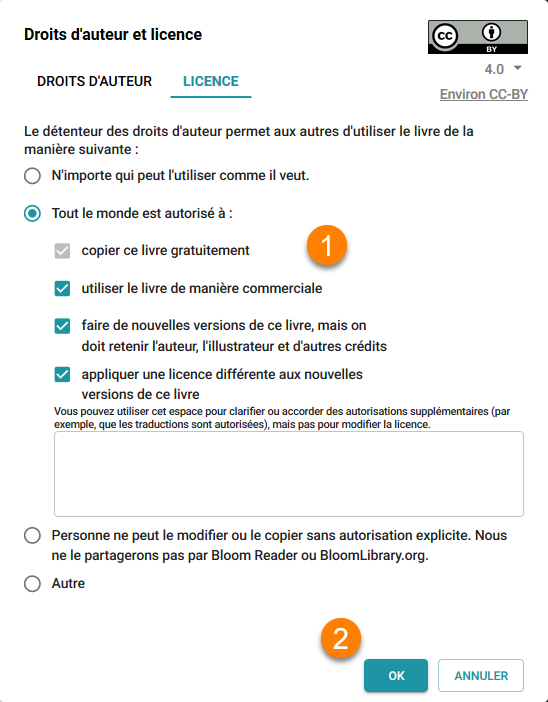 Droits d'auteur et licence
cc
BY
DROITS D'AUTEUR
LICENCE
4.0
Environ CC-BY
Le détenteur des droits d'auteur permet aux autres d'utiliser le livre de la
manière suivante :
N'importe qui peut l'utiliser comme il veut.
Tout le monde est autorisé à :
1
copier ce livre gratuitement
utiliser le livre de manière commerciale
faire de nouvelles versions de ce livre, mais on
doit retenir l'auteur, l'illustrateur et d'autres crédits
appliquer une licence différente aux nouvelles
versions de ce livre
Vous pouvez utiliser cet espace pour clarifier ou accorder des autorisations supplémentaires (par
exemple, que les traductions sont autorisées), mais pas pour modifier la licence.
Personne ne peut le modifier ou le copier sans autorisation explicite. Nous
ne le partagerons pas par Bloom Reader ou BloomLibrary.org.
Autre
2
OK
ANNULER